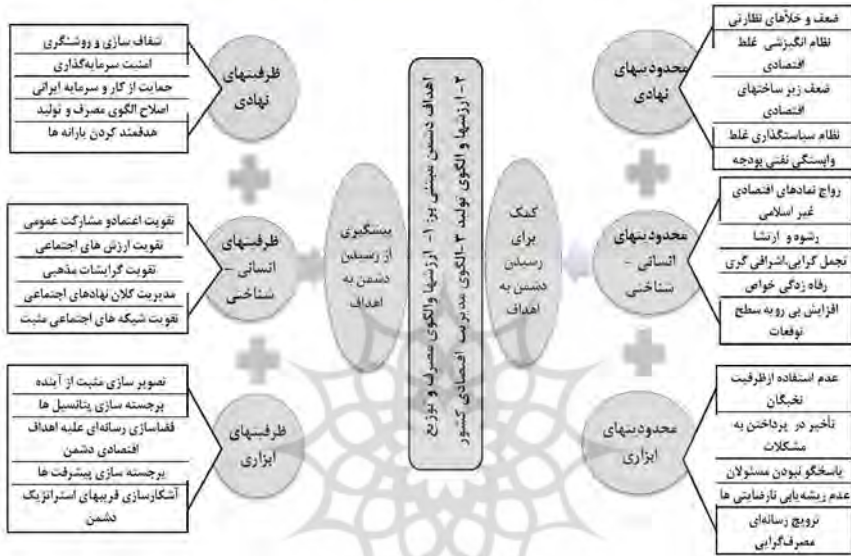 ضعف و خلأهای نظارتی
نظام انگیزشی غلط
اقتصادی
ضعف زیر ساختهای
اقتصادی
نظام سیاستگذاری غلط
وابستگی نفتی بودجه
محدودیتهای
نهادی
رواج نمادهای اقتصادی
غیر اسلامی
رشوه و ارتشا
تجمل گرایی،اشرافی گری
رفاه زدگی خواص
افزایش بی رویه سطح
توقعات
محدودیتهای
انسانی –
شناختی
عدم استفاده ازظرفیت
نخبگان
تأخیر در پرداختن به
مشکلات
پاسخگو نبودن مسئولان
عدم ریشه‌یابی نارضایتی ها
ترویج رسانه‌ای
مصرف‌گرایی
محدودیتهای
ابزاری
کمک
برای
رسیدن
دشمن به
اهداف
اهداف دشمن مبتنی بر: ۱- ارزشها والگوی مصرف و توزیع
۲- ارزشها و الگوی تولید ۳-الگوی مدیریت اقتصادی کشور
پیشگیری
از رسیدن
دشمن به
اهداف
ظرفیتهای
نهادی
شفاف سازی و روشنگری
امنیت سرمایه‌گذاری
حمایت از کار و سرمایه ایرانی
اصلاح الگوی مصرف و تولید
هدفمند کردن یارانه ها
ظرفیتهای
انسانی –
شناختی
تقویت اعتمادو مشارکت عمومی
تقویت ارزش های اجتماعی
تقویت گرایشات مذهبی
مدیریت کلان نهادهای اجتماعی
تقویت شبکه های اجتماعی مثبت
ظرفیتهای
ابزاری
تصویر سازی مثبت از آینده
برجسته سازی پتانسیل ها
فضاسازی رسانه‌ای علیه اهداف
اقتصادی دشمن
برجسته سازی پیشرفت ها
آشکارسازی فریبهای استراتژیک
دشمن